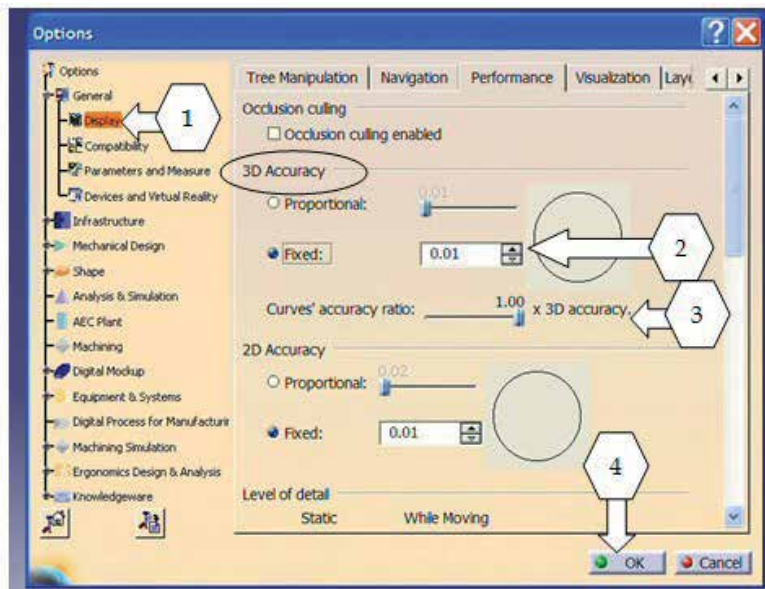 Options
Options
General
Display
1
Compatibility
Parameters and Measure
Devices and Virtual Reality
Infrastructure
Mechanical Design
Shape
Analysis & Simulation
AEC Plant
Machining
Digital Mockup
Equipment & Systems
Digital Process for Manufacturin
Machining Simulation
Ergonomics Design & Analysis
Knowledgeware
Tree Manipulation Navigation Performance Visualization Laye
Occlusion culling
Occlusion culling enabled
3D Accuracy
Proportional: 0.01
Fixed: 0.01
2
Curves' accuracy ratio: 1.00 x 3D accuracy.
3
2D Accuracy
Proportional: 0.02
Fixed: 0.01
4
Level of detail
Static While Moving
OK Cancel